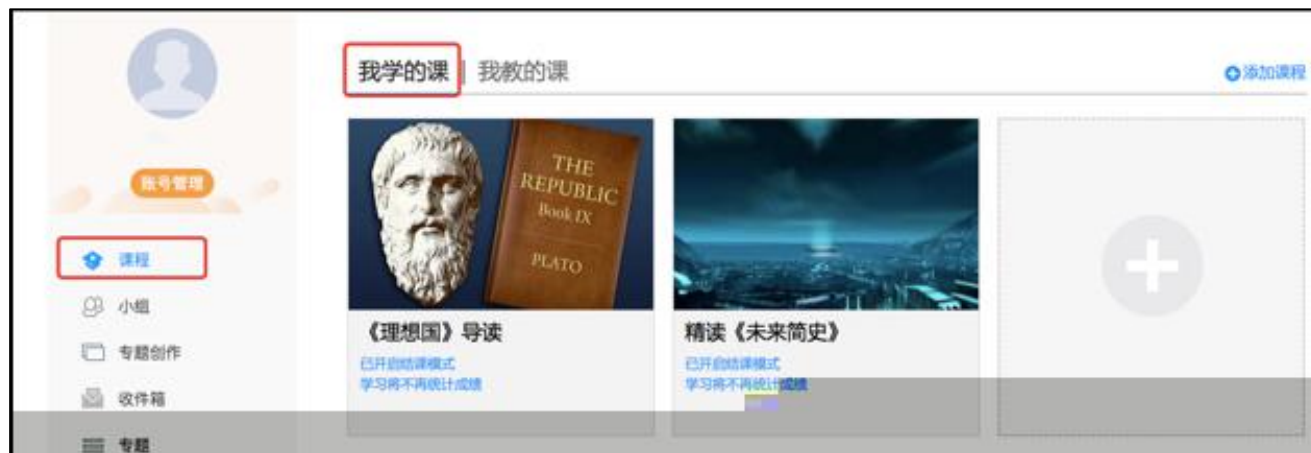 我学的课 | 我教的课
添加课程
账号管理
课程
小组
专题创作
收件箱
专题
THE
REPUBLIC
Book IX
PLATO
《理想国》导读
已开启结课模式
学习将不再统计成绩
精读《未来简史》
已开启结课模式
学习将不再统计成绩